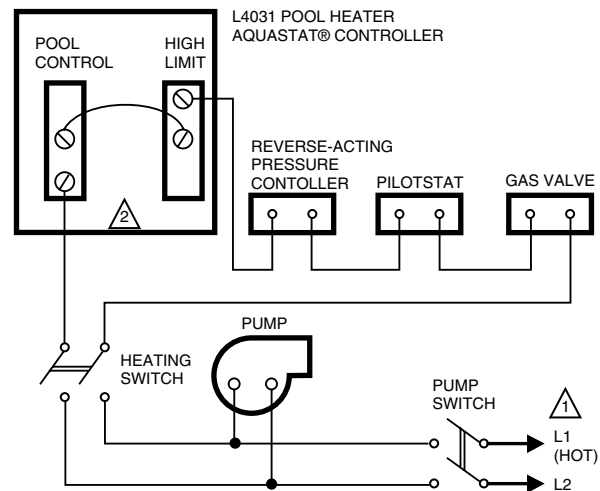 L4031 POOL HEATER
AQUASTAT® CONTROLLER
POOL
CONTROL
HIGH
LIMIT
REVERSE-ACTING
PRESSURE
CONTOLLER
PILOTSTAT
GAS VALVE
2
PUMP
HEATING
SWITCH
PUMP
SWITCH
1
L1
(HOT)
L2